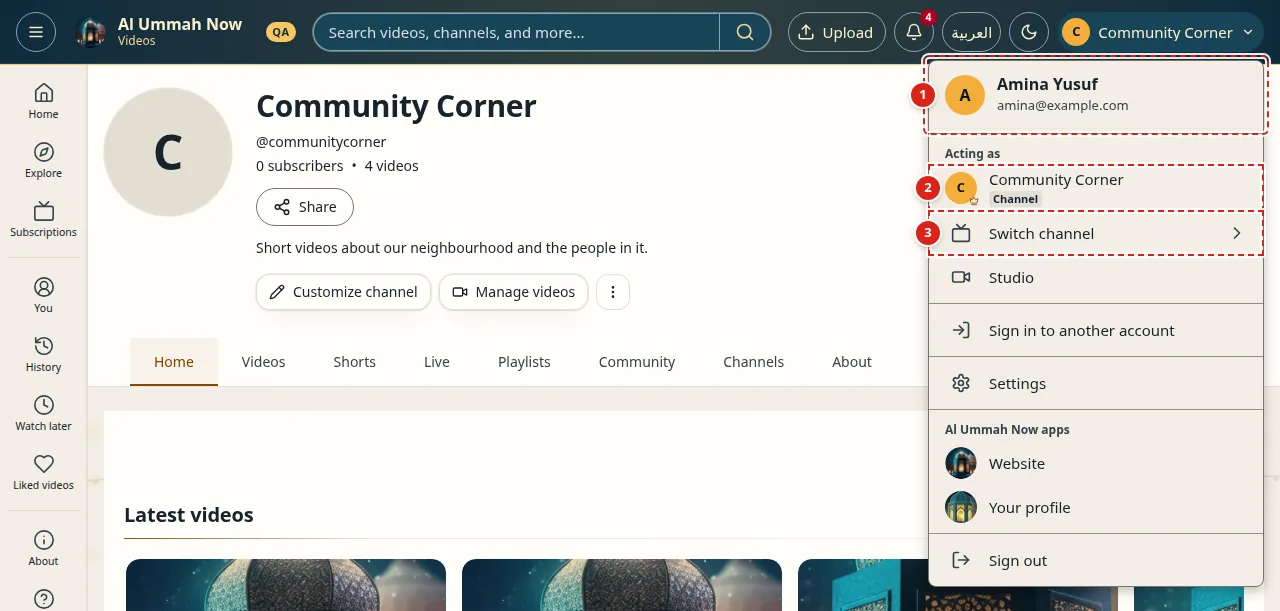 Al Ummah Now
Videos
QA
Search videos, channels, and more...
Upload
4
العربية
C
Community Corner
Home
Explore
Subscriptions
You
History
Watch later
Liked videos
About
C
Community Corner
@communitycorner
0 subscribers • 4 videos
Share
Short videos about our neighbourhood and the people in it.
Customize channel
Manage videos
Home
Videos
Shorts
Live
Playlists
Community
Channels
About
Latest videos
1
A
Amina Yusuf
amina@example.com
Acting as
2
C
Community Corner
Channel
3
Switch channel
Studio
Sign in to another account
Settings
Al Ummah Now apps
Website
Your profile
Sign out